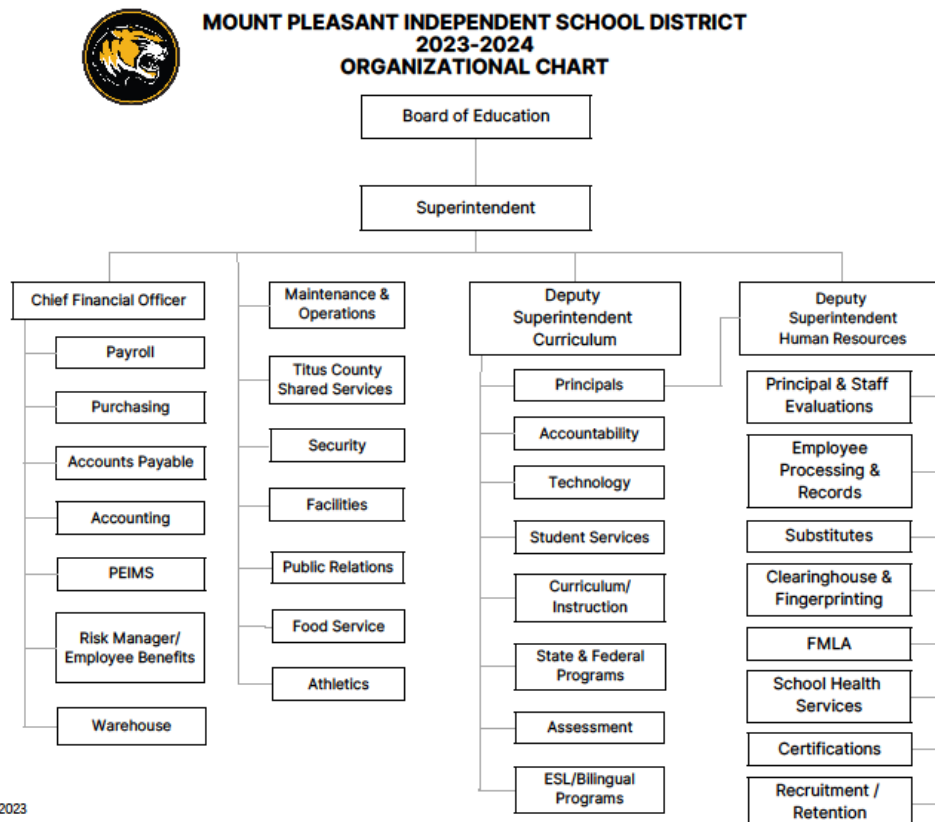 MOUNT PLEASANT INDEPENDENT SCHOOL DISTRICT
2023-2024
ORGANIZATIONAL CHART
Board of Education
Superintendent
Chief Financial Officer
Payroll
Purchasing
Accounts Payable
Accounting
PEIMS
Risk Manager/
Employee Benefits
Warehouse
Maintenance &
Operations
Titus County
Shared Services
Security
Facilities
Public Relations
Food Service
Athletics
Deputy
Superintendent
Curriculum
Principals
Accountability
Technology
Student Services
Curriculum/
Instruction
State & Federal
Programs
Assessment
ESL/Bilingual
Programs
Deputy
Superintendent
Human Resources
Principal & Staff
Evaluations
Employee
Processing &
Records
Substitutes
Clearinghouse &
Fingerprinting
FMLA
School Health
Services
Certifications
Recruitment /
Retention
2023